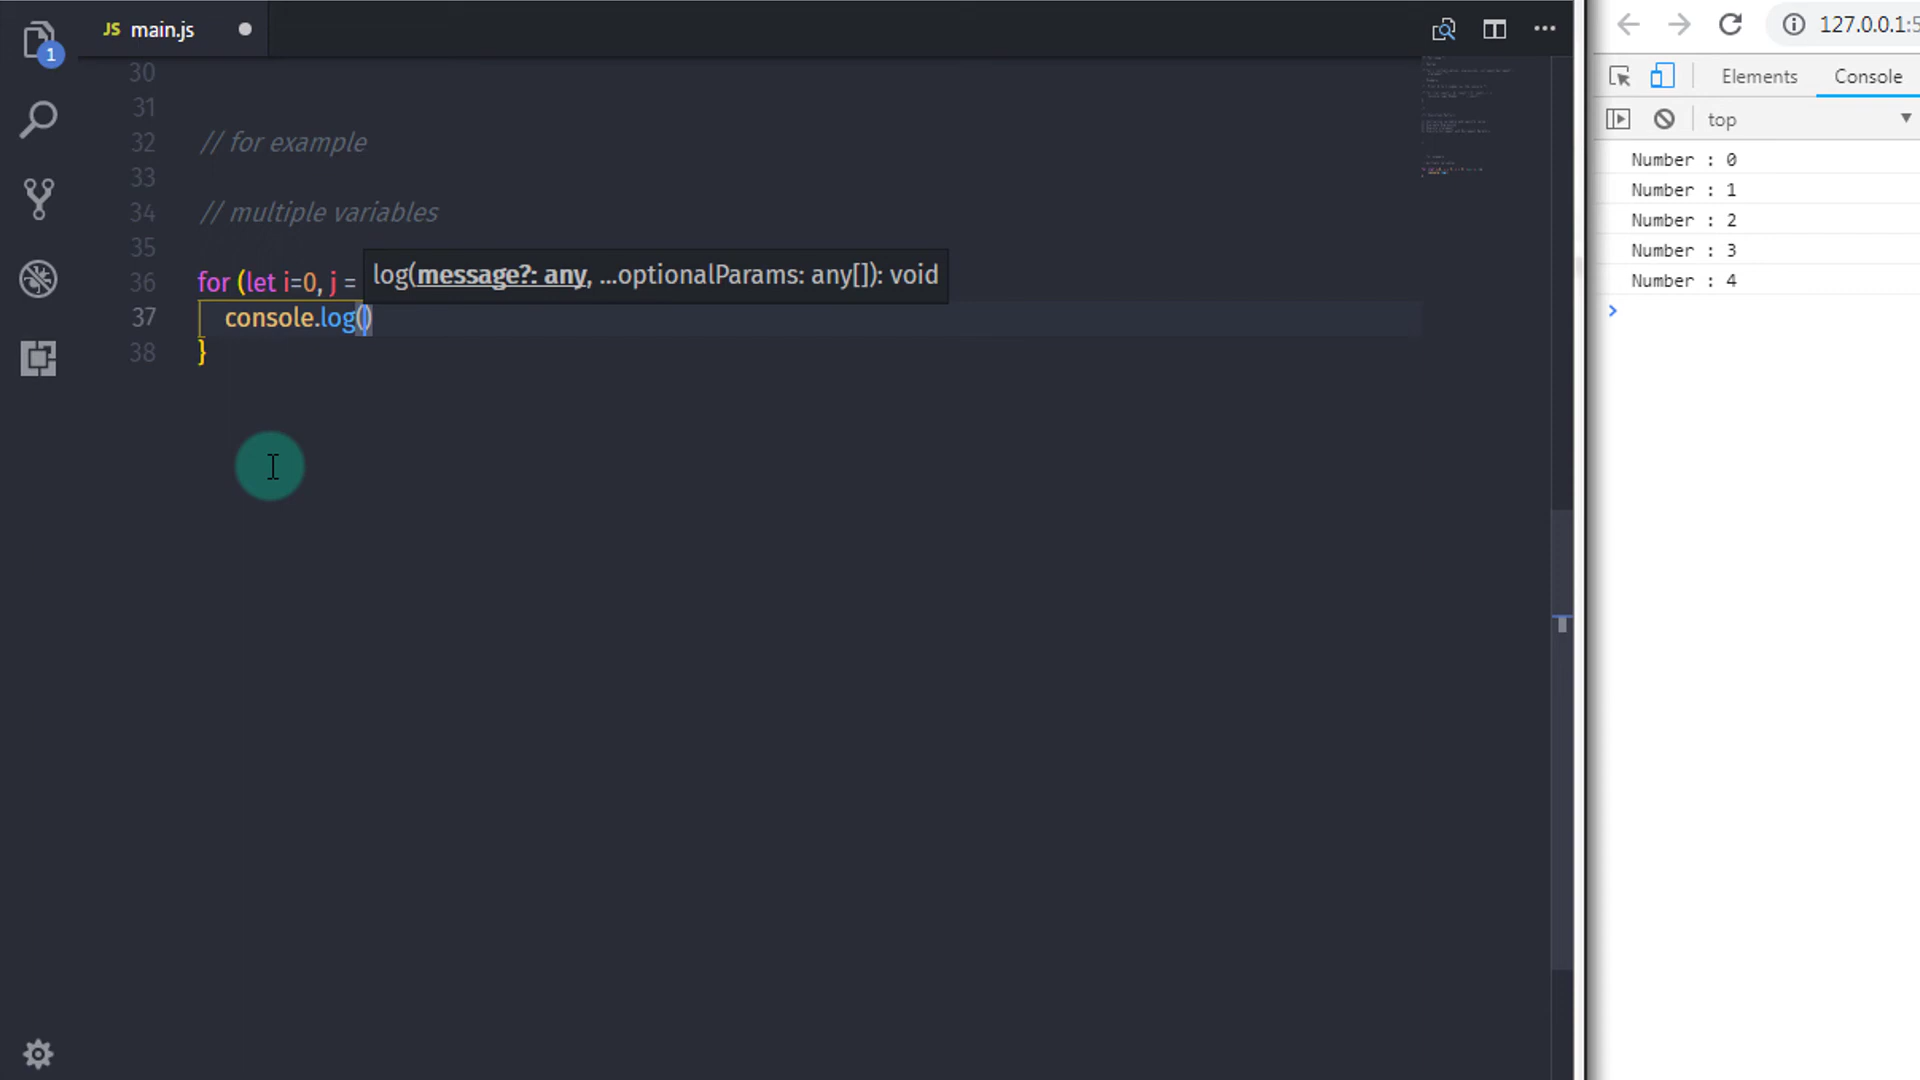 JS main.js
1
30
31
32 // for example
33
34 // multiple variables
35
log(message?: any, ...optionalParams: any[]): void
36 for (let i=0, j =
37 console.log()
38 }
127.0.0.1:5
Elements Console
top
Number : 0
Number : 1
Number : 2
Number : 3
Number : 4